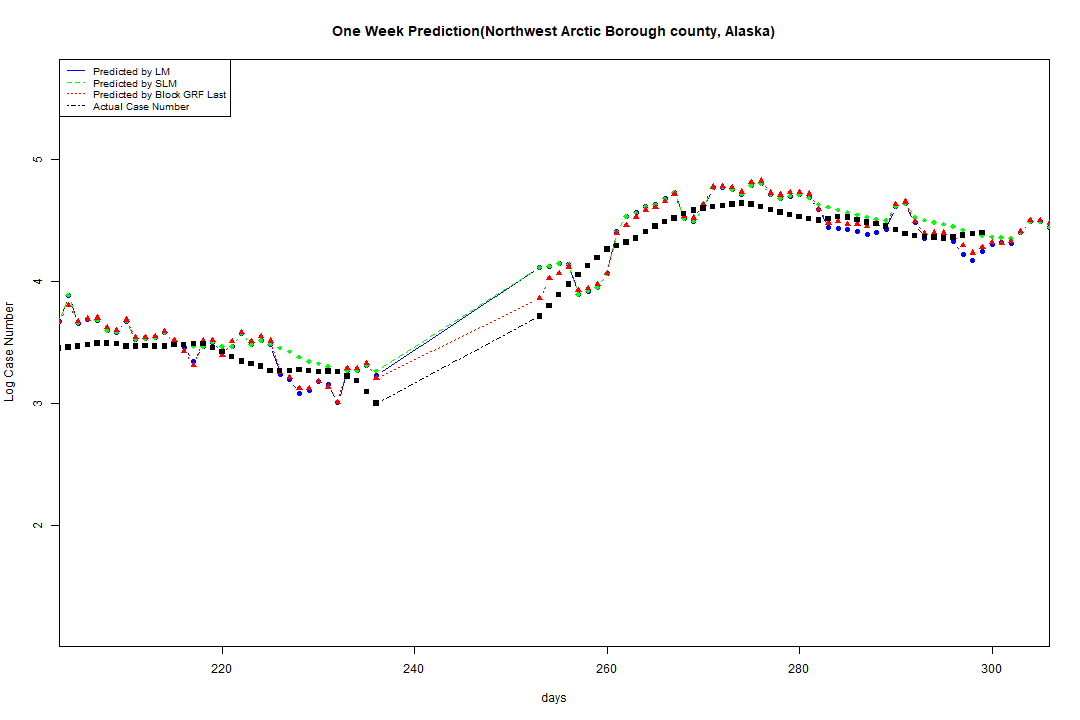 One Week Prediction(Northwest Arctic Borough county, Alaska)
Predicted by LM
Predicted by SLM
Predicted by Block GRF Last
Actual Case Number
5
4
3
2
Log Case Number
220 240 260 280 300
days